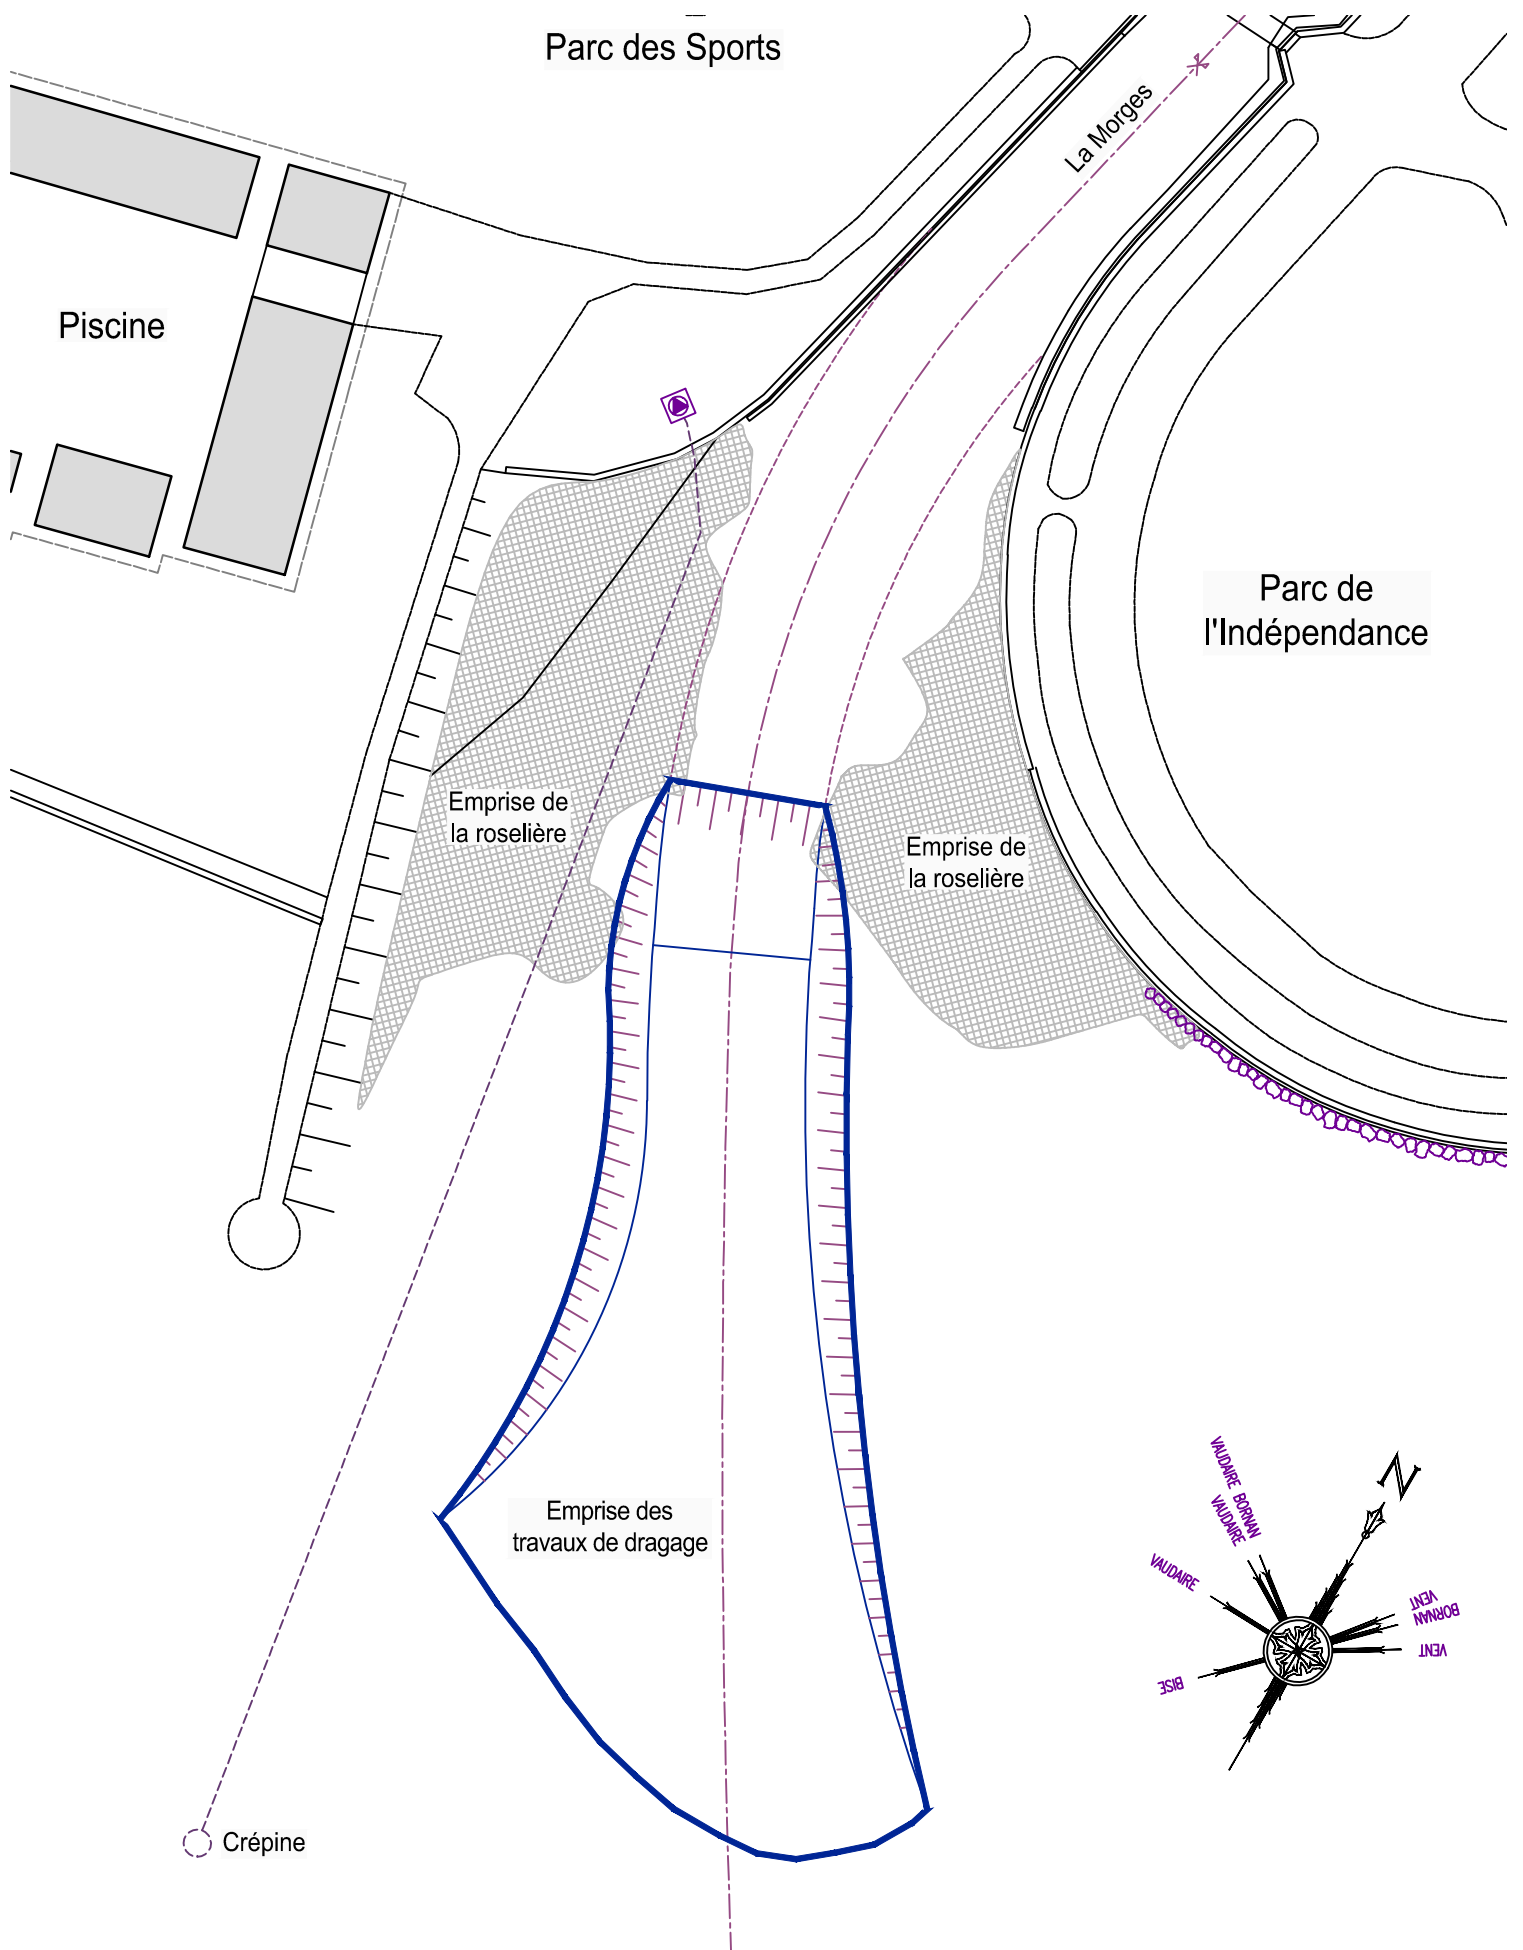 Parc des Sports
La Morges
Piscine
Parc de
l'Indépendance
Emprise de
la roselière
Emprise de
la roselière
Emprise des
travaux de dragage
Crépine
N
VAUDAIRE BORNAN
VAUDAIRE
VAUDAIRE
BISE
VENT
BORNAN
VENT